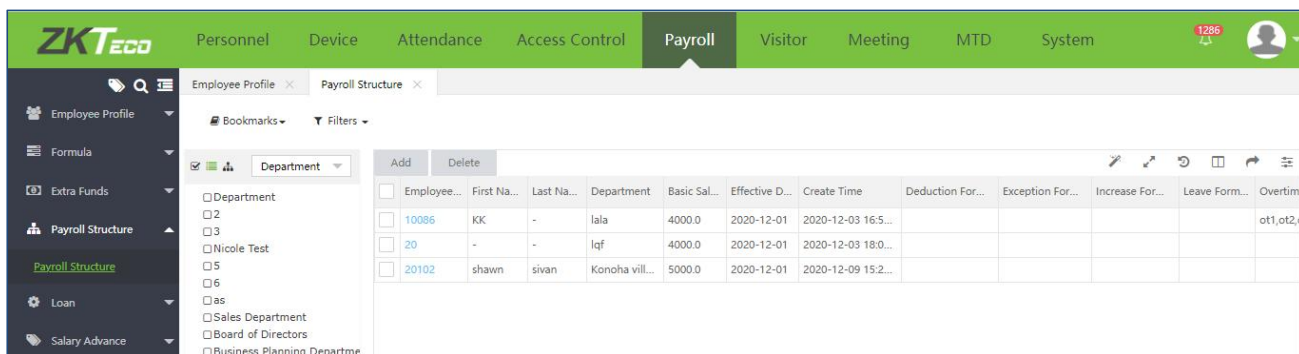 ZKTECO Personnel Device Attendance Access Control Payroll Visitor Meeting MTD System 1286
Employee Profile Payroll Structure
Employee Profile
Bookmarks Filters
Formula
Department Add Delete
Extra Funds
Department
2
3
Nicole Test
5
6
as
Sales Department
Board of Directors
Business Planning Departme
Payroll Structure
Payroll Structure
Loan
Salary Advance
Employee... First Na... Last Na... Department Basic Sal... Effective D... Create Time Deduction For... Exception For... Increase For... Leave Form... Overtim
10086 KK - lala 4000.0 2020-12-01 2020-12-03 16:5... ot1,ot2,
20 - - lqf 4000.0 2020-12-01 2020-12-03 18:0...
20102 shawn sivan Konoha vill... 5000.0 2020-12-01 2020-12-09 15:2...